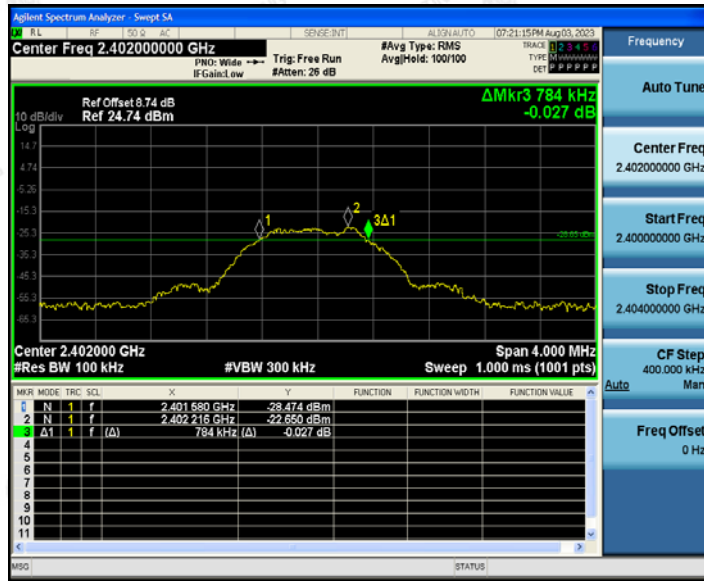 Agilent Spectrum Analyzer - Swept SA
RL RF 50 Ω AC SENSE:INT ALIGN AUTO 07:21:15 PM Aug 03, 2023
Center Freq 2.402000000 GHz
#Avg Type: RMS
TRACE 1 2 3 4 5 6
PNO: Wide
Trig: Free Run
Avg|Hold: 100/100
TYPE M
IFGain:Low
#Atten: 26 dB
DET P P P P P P
ΔMkr3 784 kHz
-0.027 dB
Ref Offset 8.74 dB
10 dB/div Ref 24.74 dBm
Log
14.7
4.74
-5.26
-15.3
-25.3
-35.3
-45.3
-55.3
-65.3
1
2
3Δ1
Center 2.402000 GHz Span 4.000 MHz
#Res BW 100 kHz #VBW 300 kHz Sweep 1.000 ms (1001 pts)
MKR MODE TRC SCL X Y FUNCTION FUNCTION WIDTH FUNCTION VALUE
1 N 1 f 2.401 580 GHz -28.474 dBm
2 N 1 f 2.402 216 GHz -22.650 dBm
3 Δ1 1 f (Δ) 784 kHz (Δ) -0.027 dB
4
5
6
7
8
9
10
11
MSG STATUS
Frequency
Auto Tune
Center Freq
2.402000000 GHz
Start Freq
2.400000000 GHz
Stop Freq
2.404000000 GHz
CF Step
400.000 kHz
Auto Man
Freq Offset
0 Hz